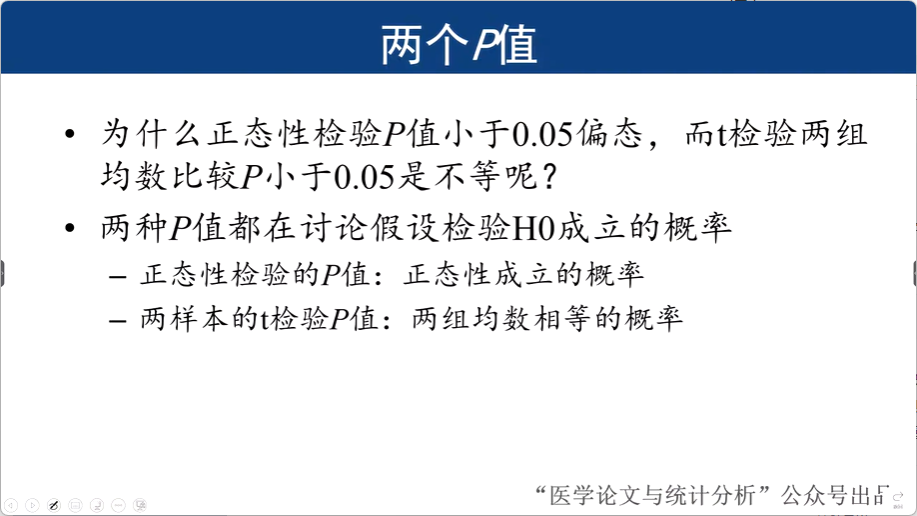 两个P值
• 为什么正态性检验P值小于0.05偏态，而t检验两组
均数比较P小于0.05是不等呢？
• 两种P值都在讨论假设检验H0成立的概率
– 正态性检验的P值：正态性成立的概率
– 两样本的t检验P值：两组均数相等的概率
“医学论文与统计分析”公众号出品